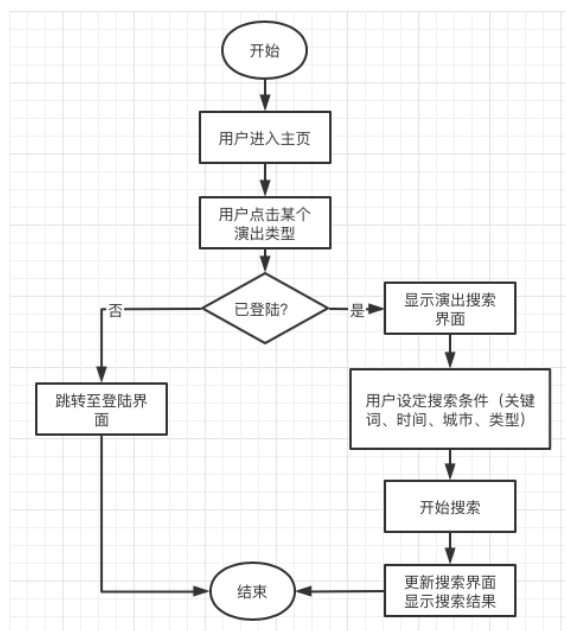 开始
用户进入主页
用户点击某个
演出类型
已登陆?
否
是
显示演出搜索
界面
跳转至登陆界
面
用户设定搜索条件（关键
词、时间、城市、类型）
开始搜索
更新搜索界面
显示搜索结果
结束